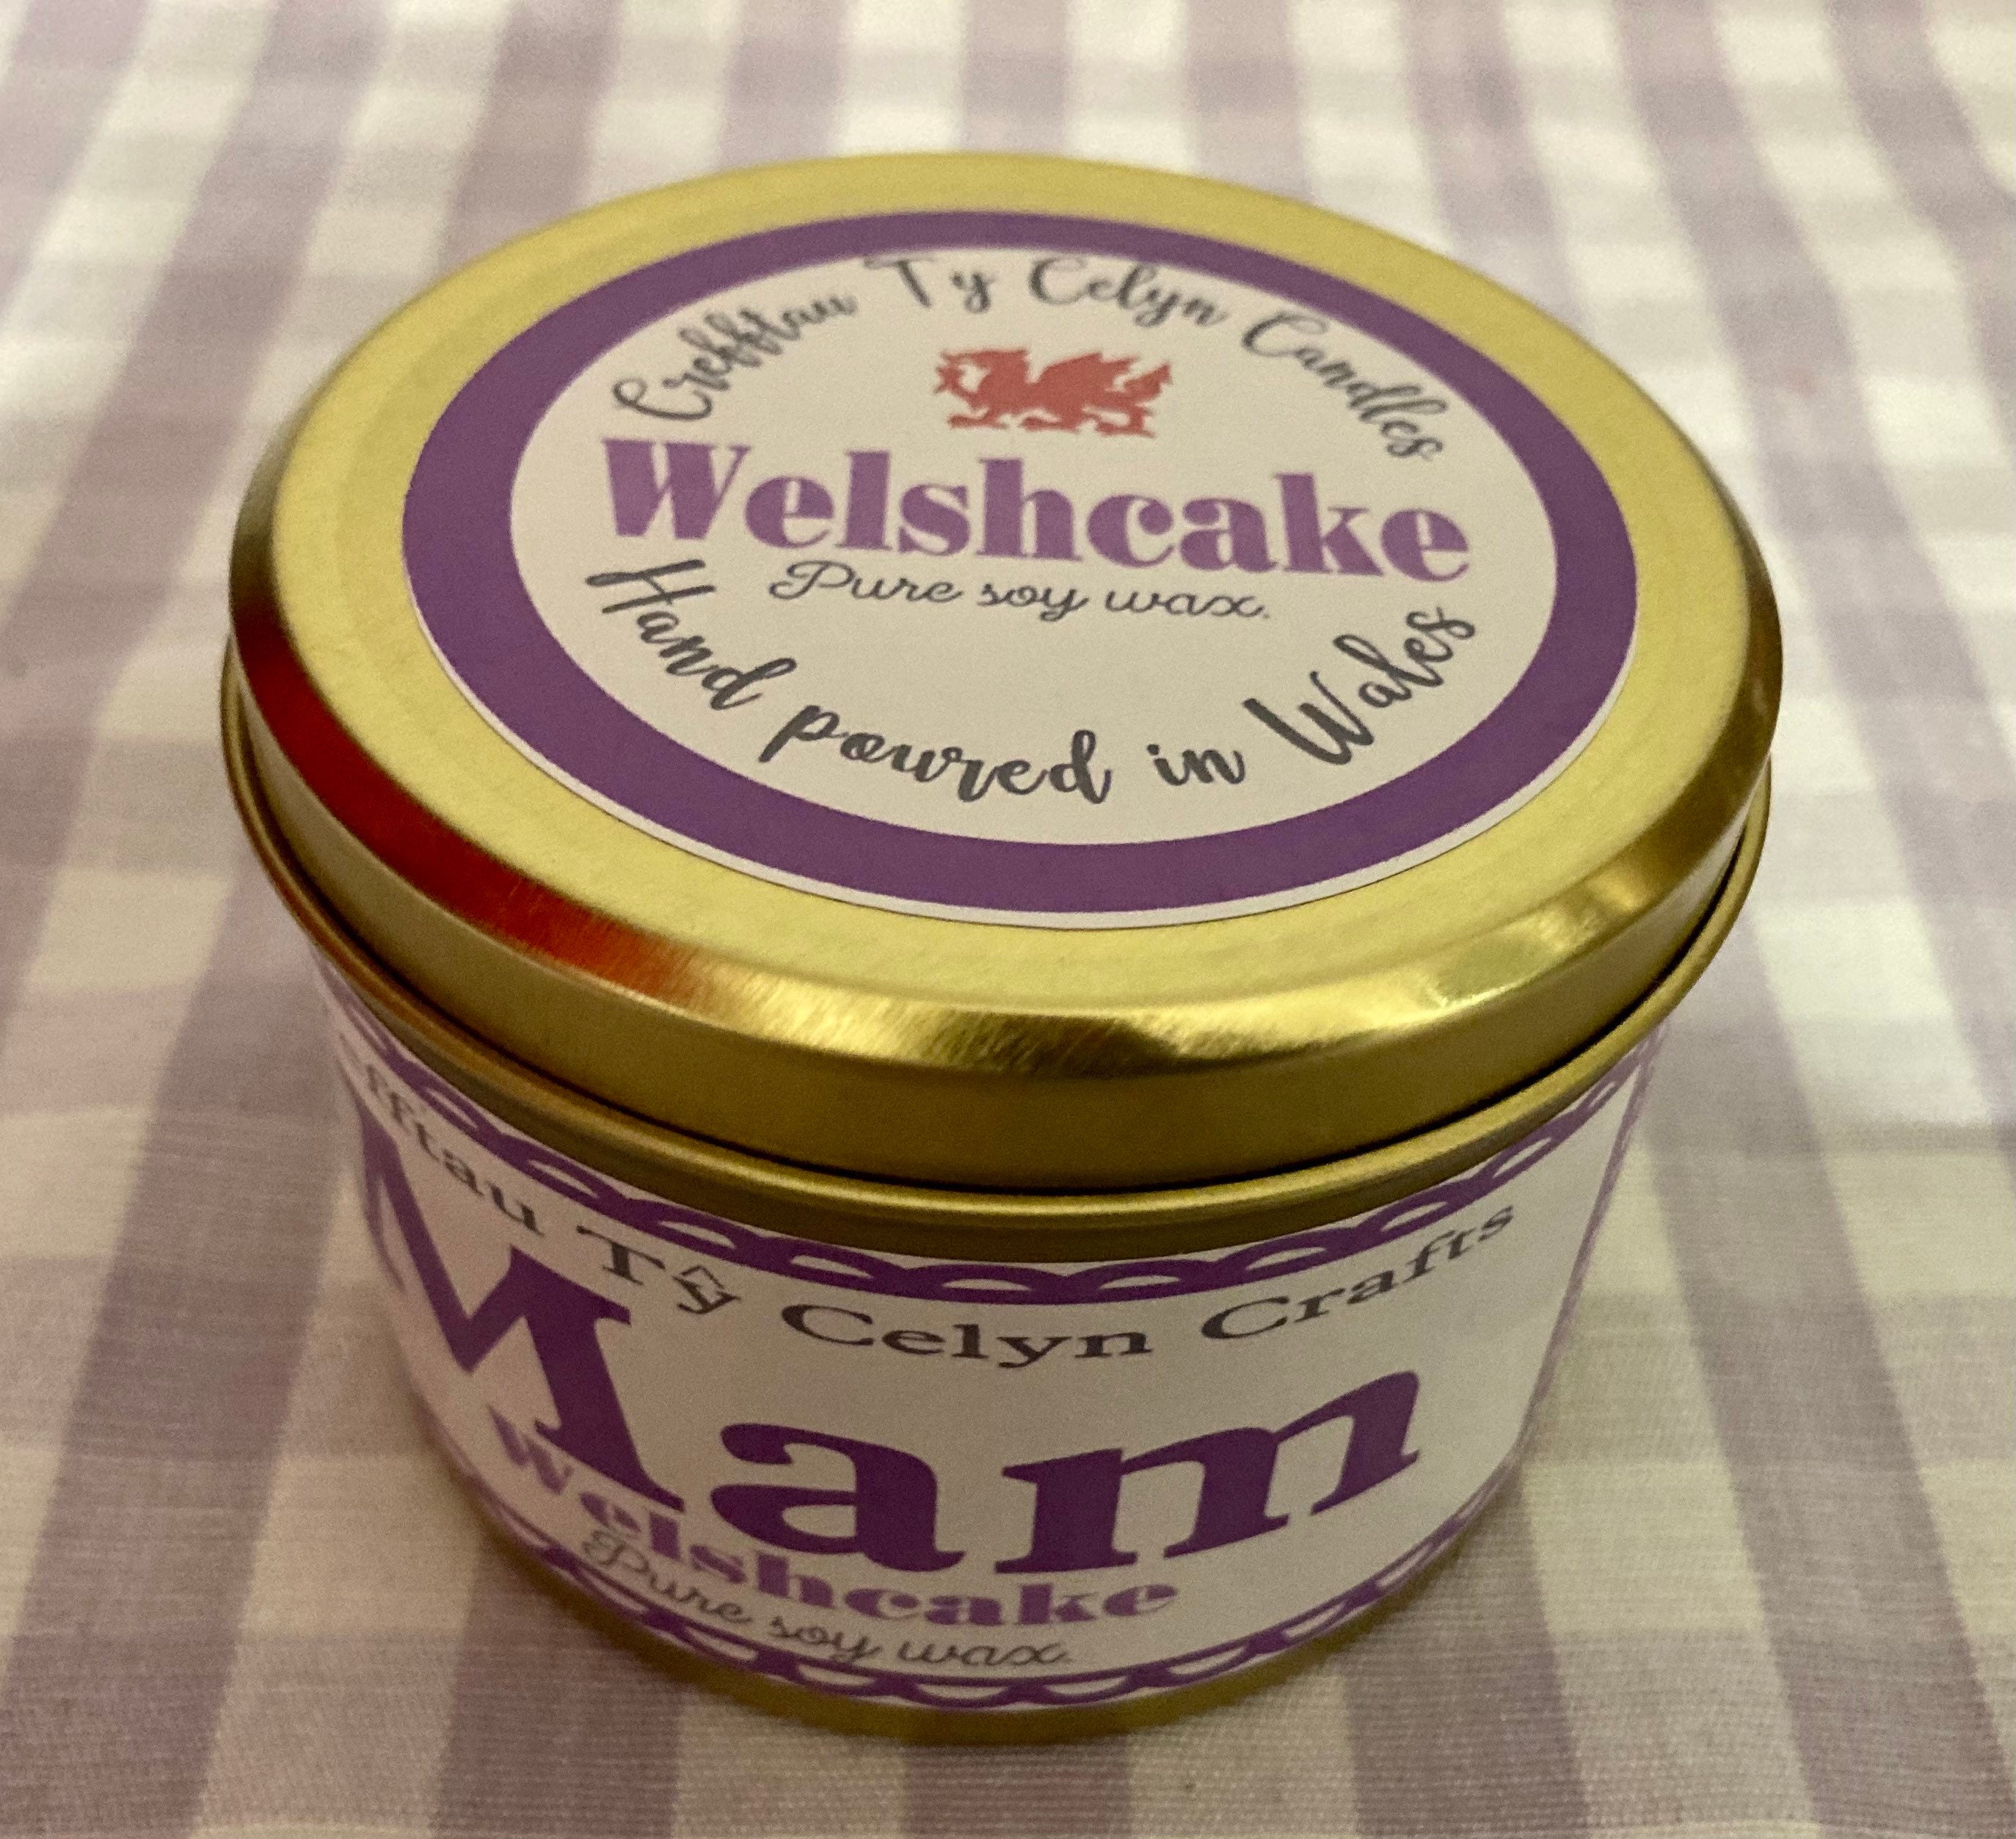 Crefftau Ty Celyn Candles
Welshcake
Pure soy wax.
Hand poured in Wales
Tŷ Celyn Crafts
Mam
Welshcake
Pure soy wax.